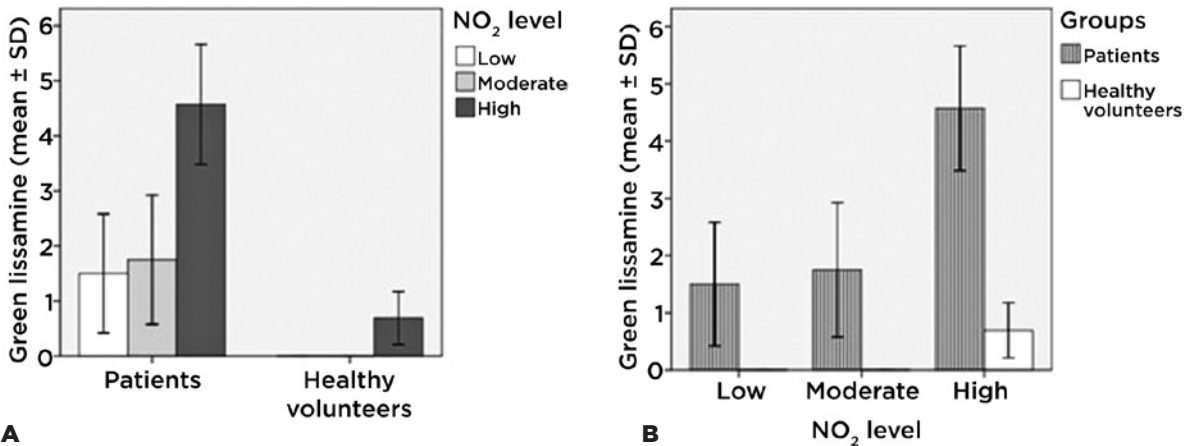 Green lissamine (mean ± SD)
6
5
4
3
2
1
0
Patients
Healthy
volunteers
NO₂ level
Low
Moderate
High
A
Green lissamine (mean ± SD)
6
5
4
3
2
1
0
Low
Moderate
High
NO₂ level
Groups
Patients
Healthy
volunteers
B